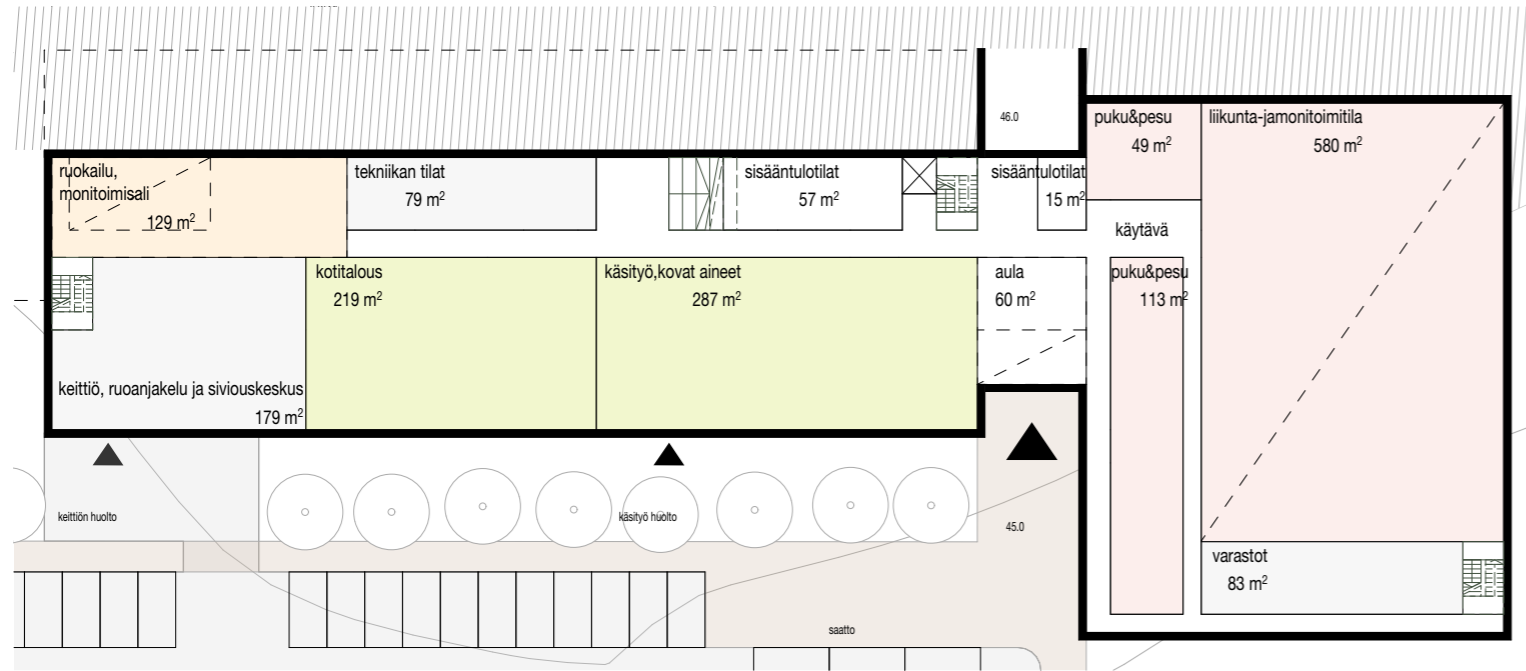 46.0
puku&pesu
49 m²
liikunta-jamonitoimitila
580 m²
ruokailu,
monitoimisali
129 m²
tekniikan tilat
79 m²
sisääntulotilat
57 m²
sisääntulotilat
15 m²
käytävä
kotitalous
219 m²
käsityö,kovat aineet
287 m²
aula
60 m²
puku&pesu
113 m²
keittiö, ruoanjakelu ja siviouskeskus
179 m²
keittiön huolto
käsityö huolto
45.0
varastot
83 m²
saatto